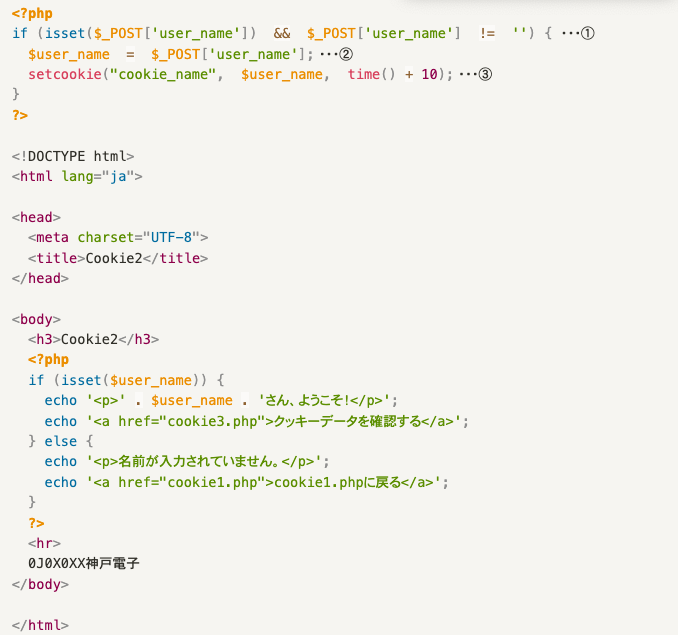 <?php
if (isset($_POST['user_name'])  &&  $_POST['user_name']  !=  '') { ･･･①
  $user_name  =  $_POST['user_name']; ･･･②
  setcookie("cookie_name",  $user_name,  time() + 10); ･･･③
}
?>

<!DOCTYPE html>
<html lang="ja">

<head>
  <meta charset="UTF-8">
  <title>Cookie2</title>
</head>

<body>
  <h3>Cookie2</h3>
  <?php
  if (isset($user_name)) {
    echo '<p>' . $user_name . 'さん、ようこそ!</p>';
    echo '<a href="cookie3.php">クッキーデータを確認する</a>';
  } else {
    echo '<p>名前が入力されていません。</p>';
    echo '<a href="cookie1.php">cookie1.phpに戻る</a>';
  }
  ?>
  <hr>
  0J0X0XX神戸電子
</body>

</html>